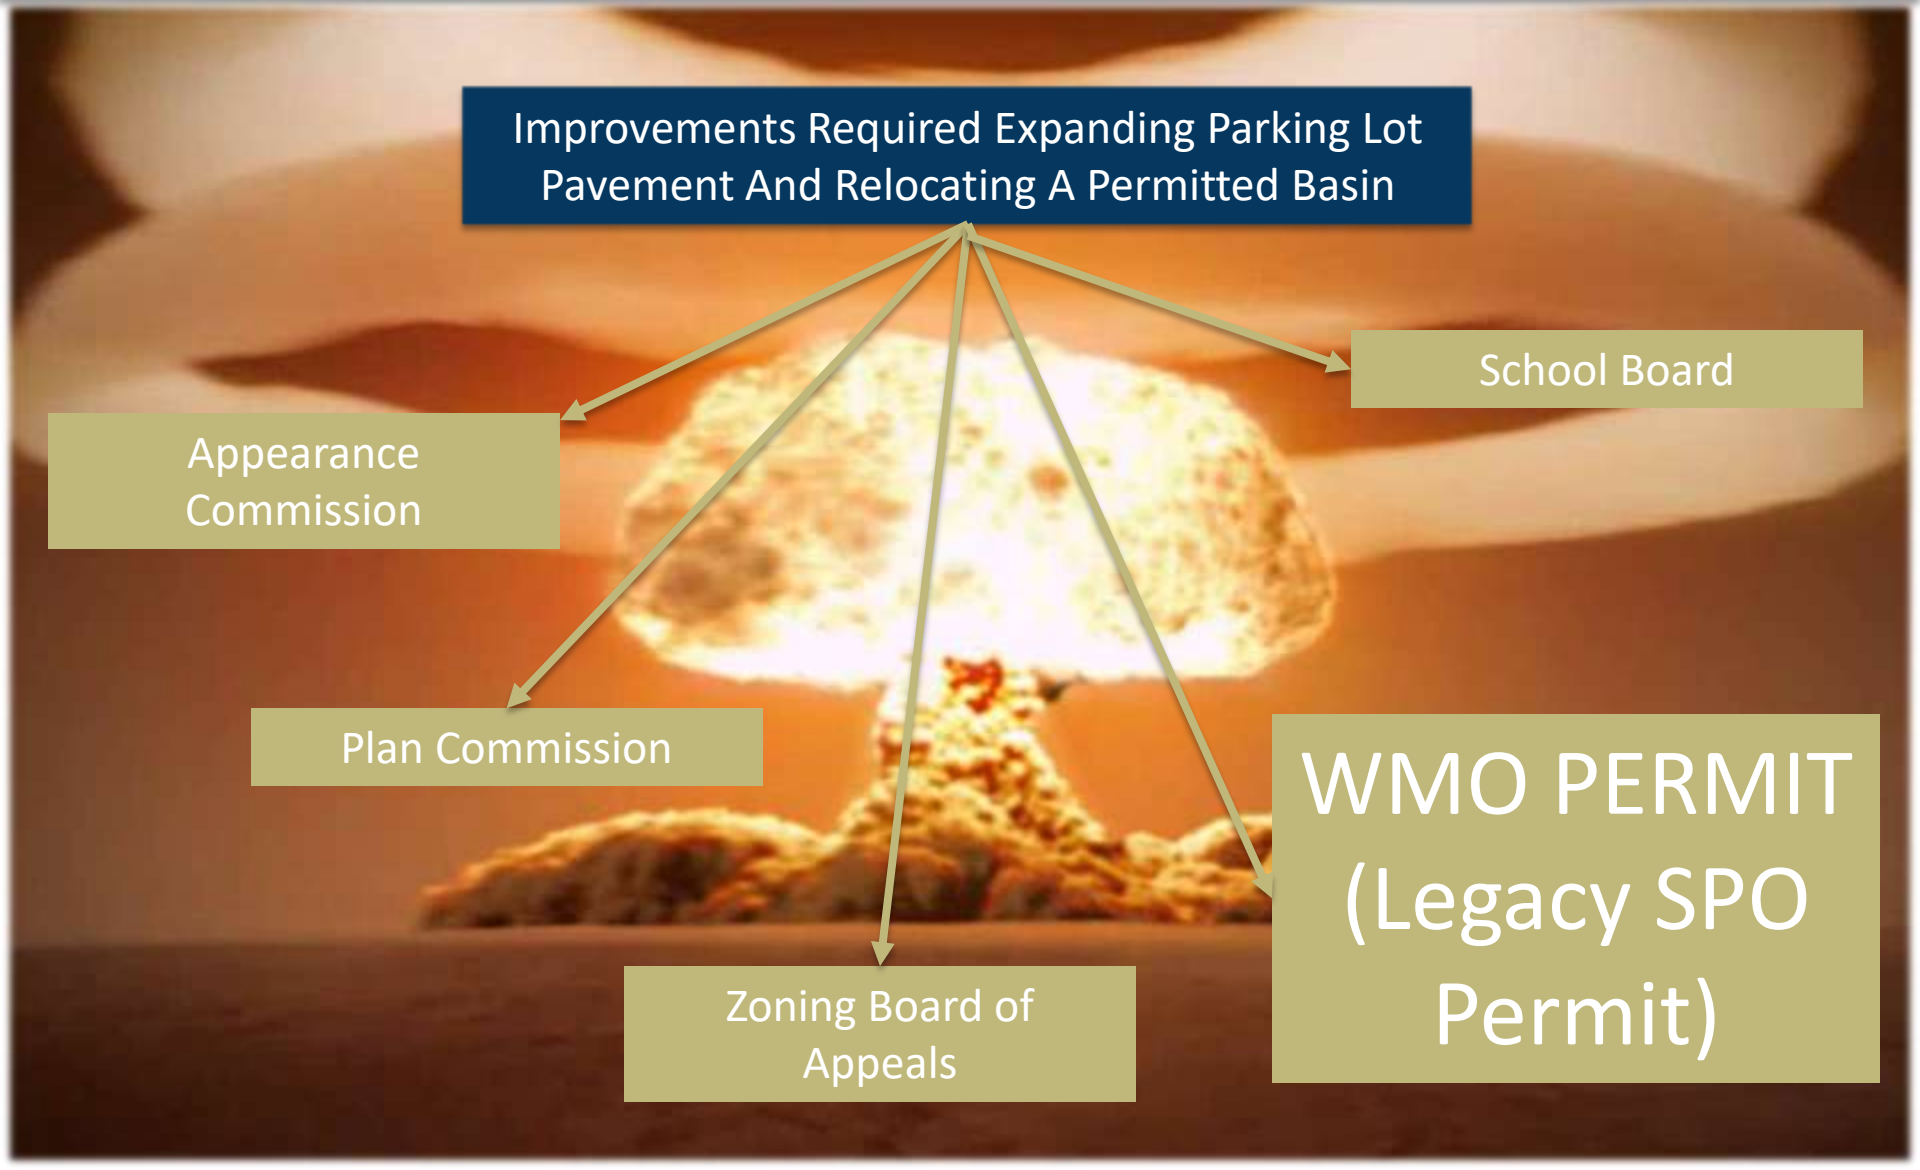 Improvements Required Expanding Parking Lot
Pavement And Relocating A Permitted Basin
School Board
Appearance
Commission
Plan Commission
WMO PERMIT
(Legacy SPO
Permit)
Zoning Board of
Appeals